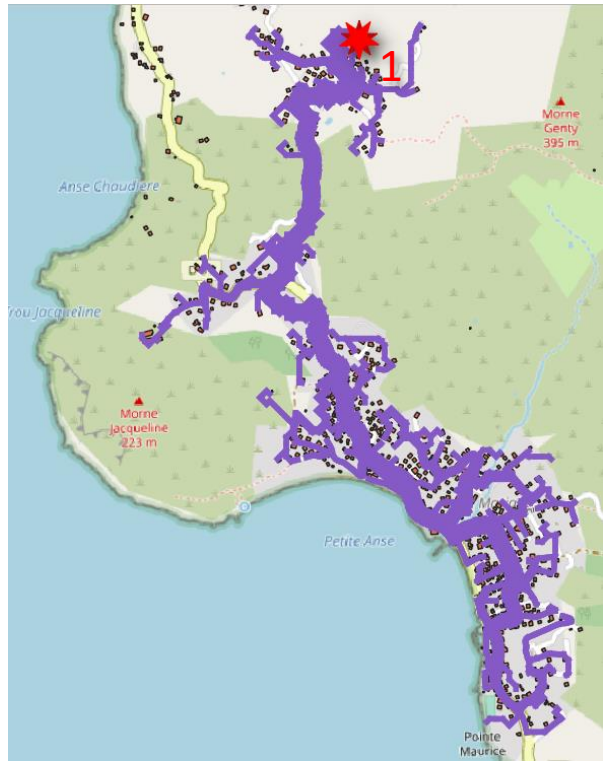 1
Morne
Genty
395 m
Anse Chaudière
Trou Jacqueline
Morne
Jacqueline
223 m
Petite Anse
Pointe
Maurice